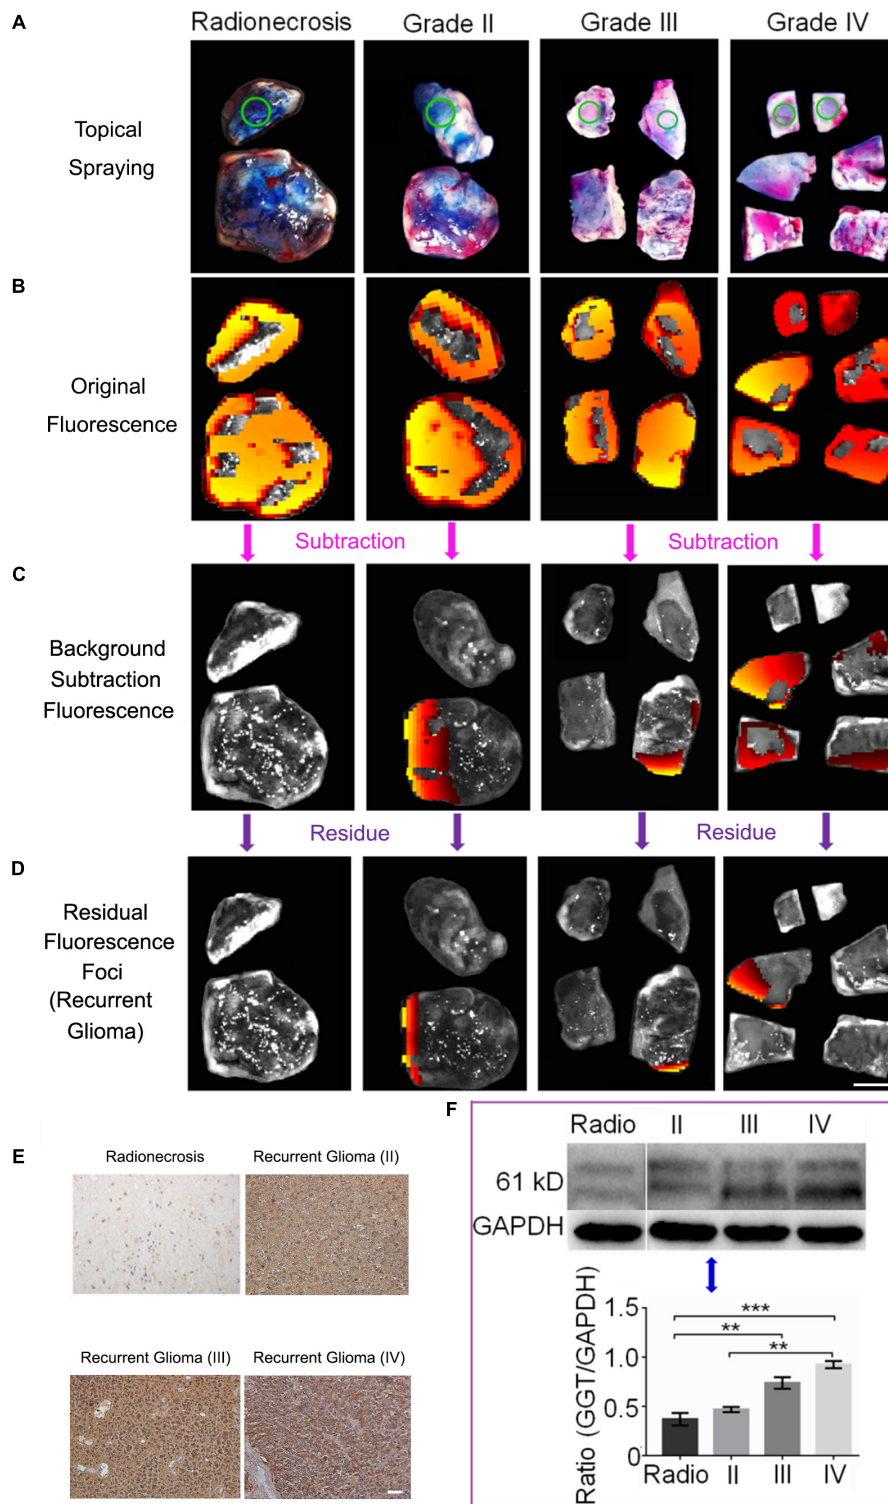 A
Radionecrosis
Grade II
Grade III
Grade IV
Topical
Spraying
B
Original
Fluorescence
Subtraction
Subtraction
C
Background
Subtraction
Fluorescence
Residue
Residue
D
Residual
Fluorescence
Foci
(Recurrent
Glioma)
E
Radionecrosis
Recurrent Glioma (II)
Recurrent Glioma (III)
Recurrent Glioma (IV)
F
Radio II III IV
61 kD
GAPDH
Ratio (GGT/GAPDH)
1.5
1.0
0.5
0
***
**
**
Radio II III IV